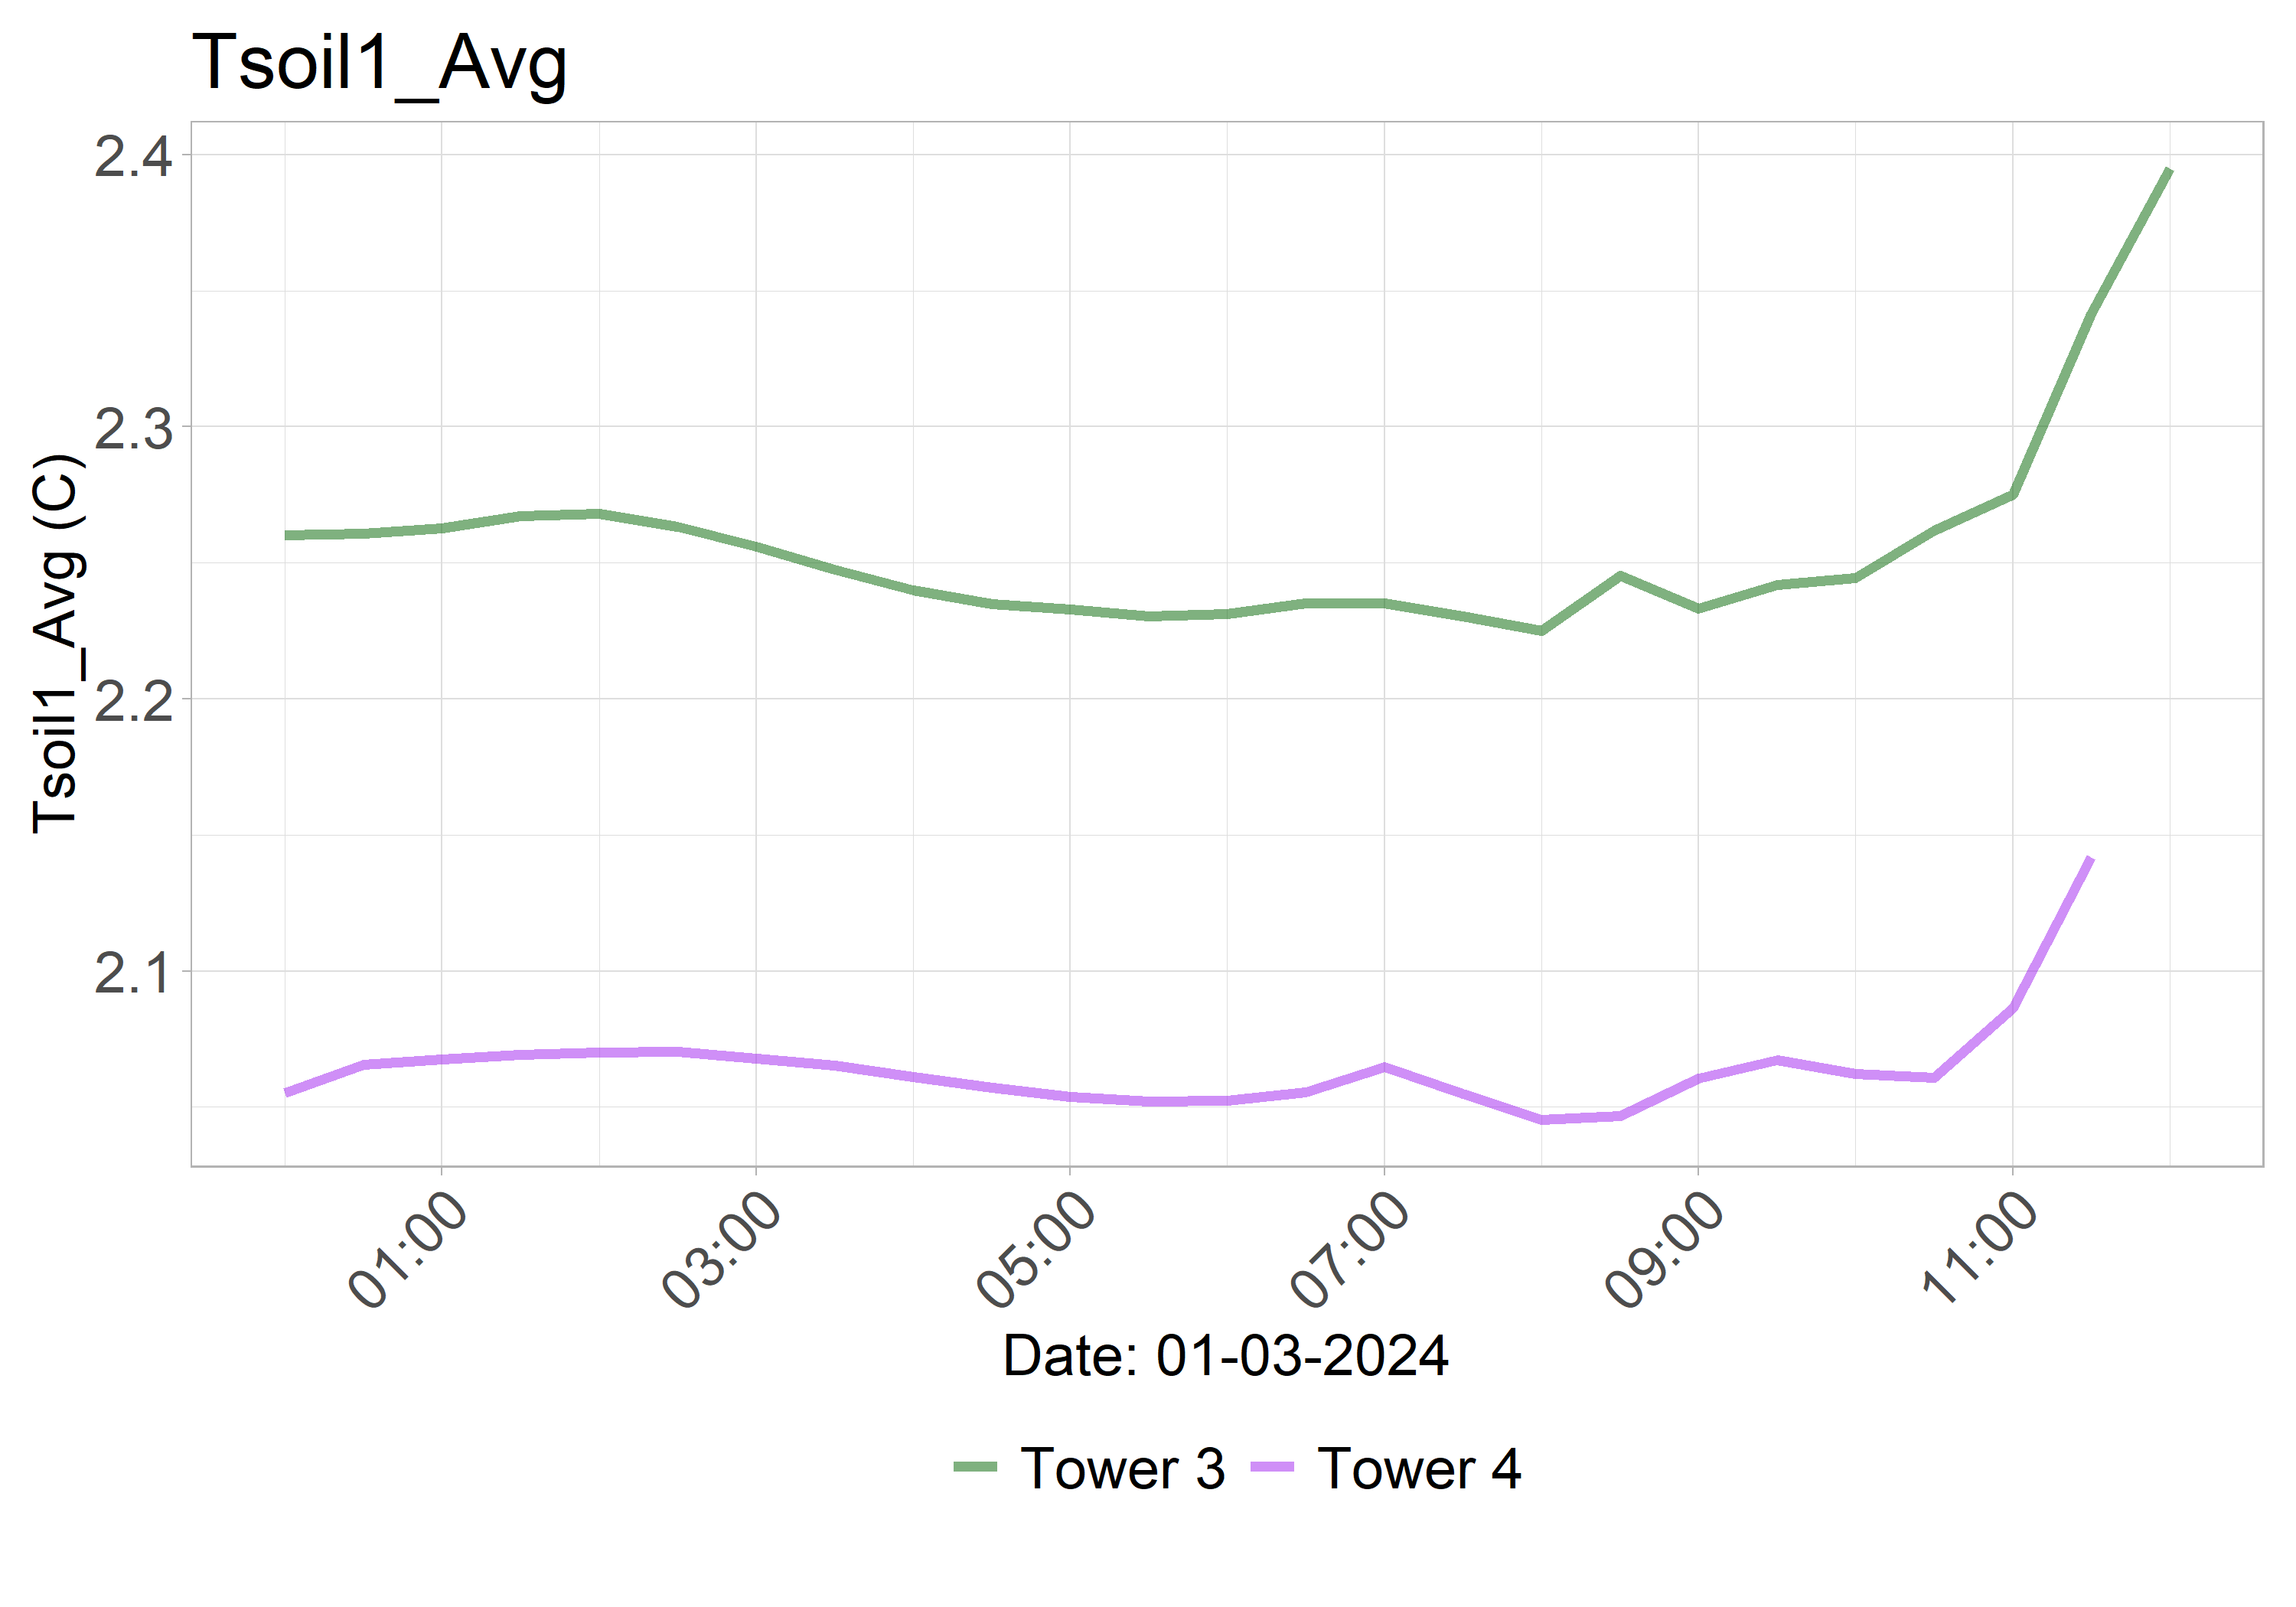 Tsoil1_Avg
Tsoil1_Avg (C)
2.4
2.3
2.2
2.1
01:00 03:00 05:00 07:00 09:00 11:00
Date: 01-03-2024
Tower 3 Tower 4